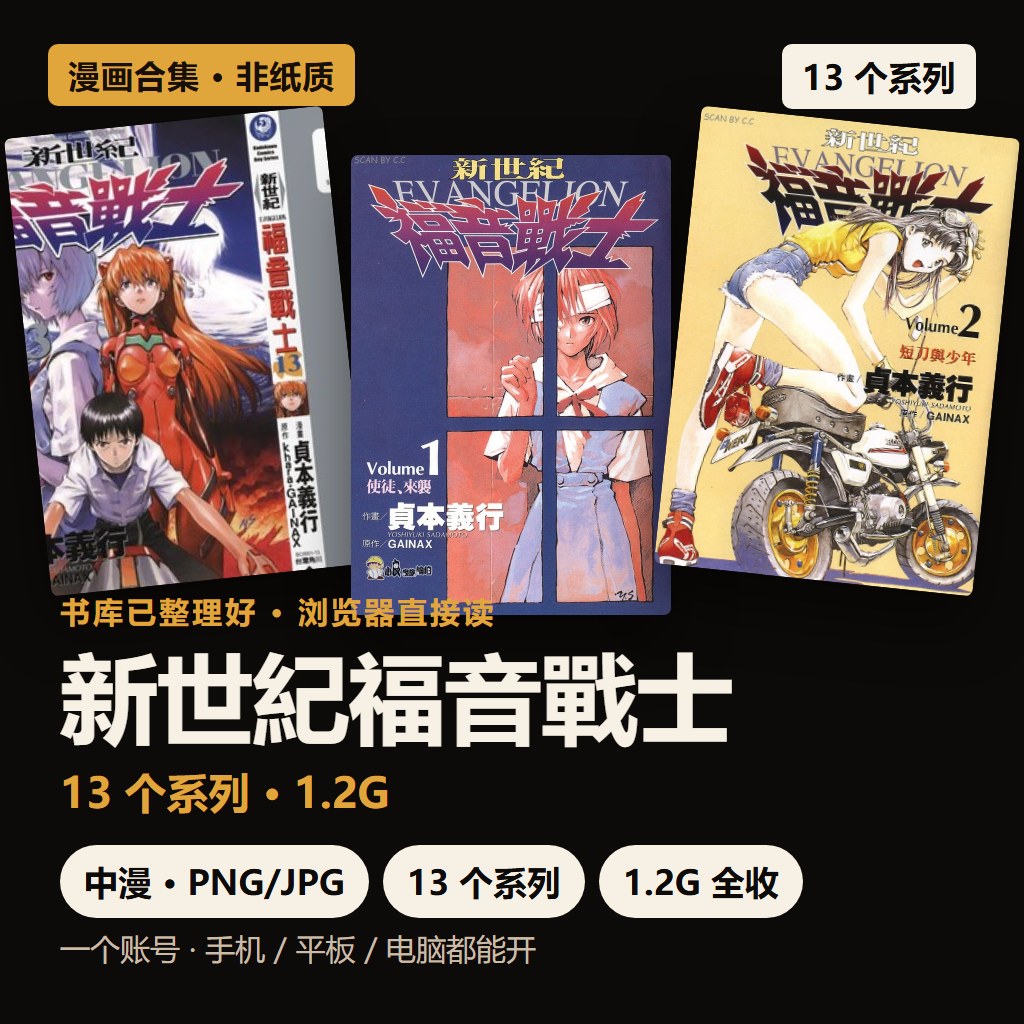 漫画合集 · 非纸质
13 个系列
新世紀
EVANGELION
福音戰士
新世紀
福音戰士
13
漫畫 貞本義行
原作 khara·GAINAX
SCAN BY C.C
新世紀
EVANGELION
福音戰士
Volume 1
使徒、來襲
作畫／貞本義行
YOSHIYUKI SADAMOTO
原作／GAINAX
SCAN BY C.C
新世紀
EVANGELION
福音戰士
Volume 2
短刀與少年
作畫／貞本義行
YOSHIYUKI SADAMOTO
原作／GAINAX
书库已整理好 · 浏览器直接读
新世紀福音戰士
13 个系列 · 1.2G
中漫 · PNG/JPG
13 个系列
1.2G 全收
一个账号 · 手机 / 平板 / 电脑都能开